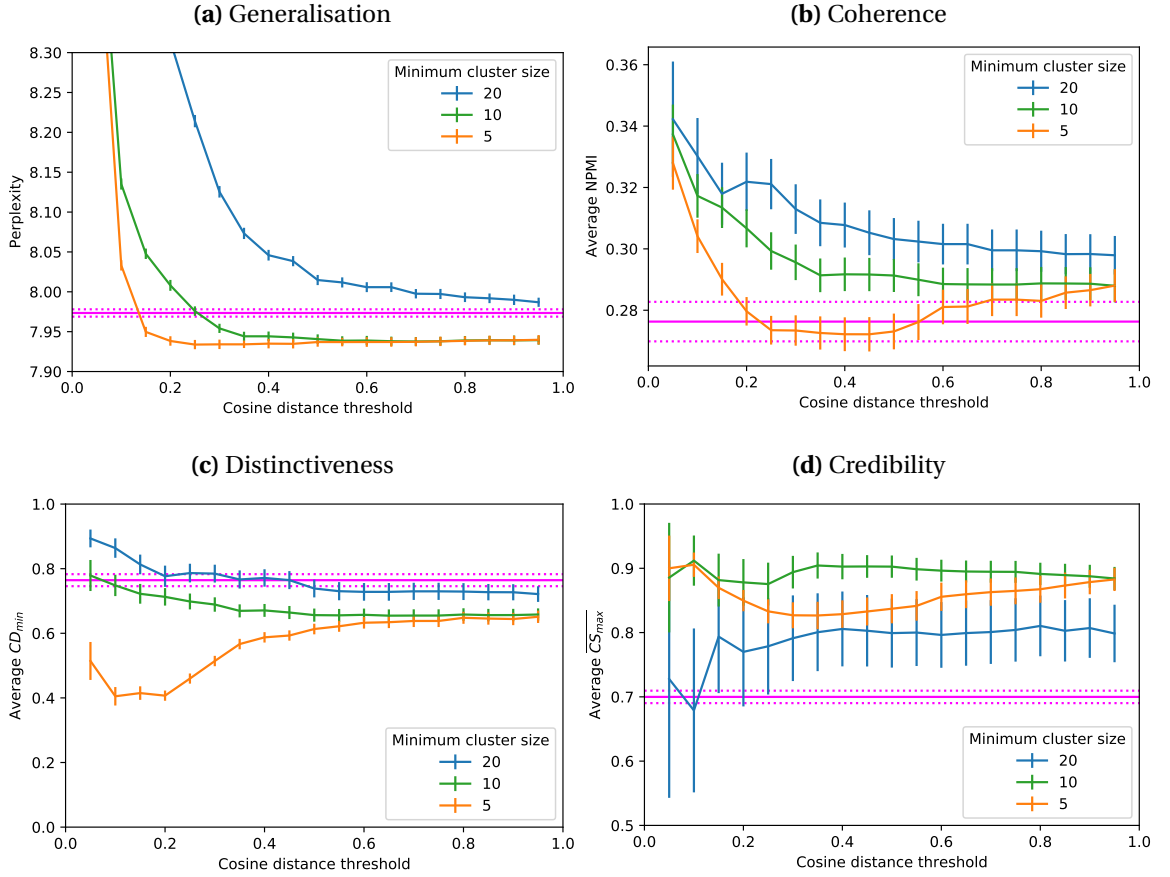 (a) Generalisation
8.30
8.25
8.20
8.15
8.10
8.05
8.00
7.95
7.90
Perplexity
Minimum cluster size
20
10
5
0.0 0.2 0.4 0.6 0.8 1.0
Cosine distance threshold
(b) Coherence
0.36
0.34
0.32
0.30
0.28
Average NPMI
Minimum cluster size
20
10
5
0.0 0.2 0.4 0.6 0.8 1.0
Cosine distance threshold
(c) Distinctiveness
1.0
0.8
0.6
0.4
0.2
0.0
Average CD_min
Minimum cluster size
20
10
5
0.0 0.2 0.4 0.6 0.8 1.0
Cosine distance threshold
(d) Credibility
1.0
0.9
0.8
0.7
0.6
0.5
Average \overline{CS_{max}}
Minimum cluster size
20
10
5
0.0 0.2 0.4 0.6 0.8 1.0
Cosine distance threshold